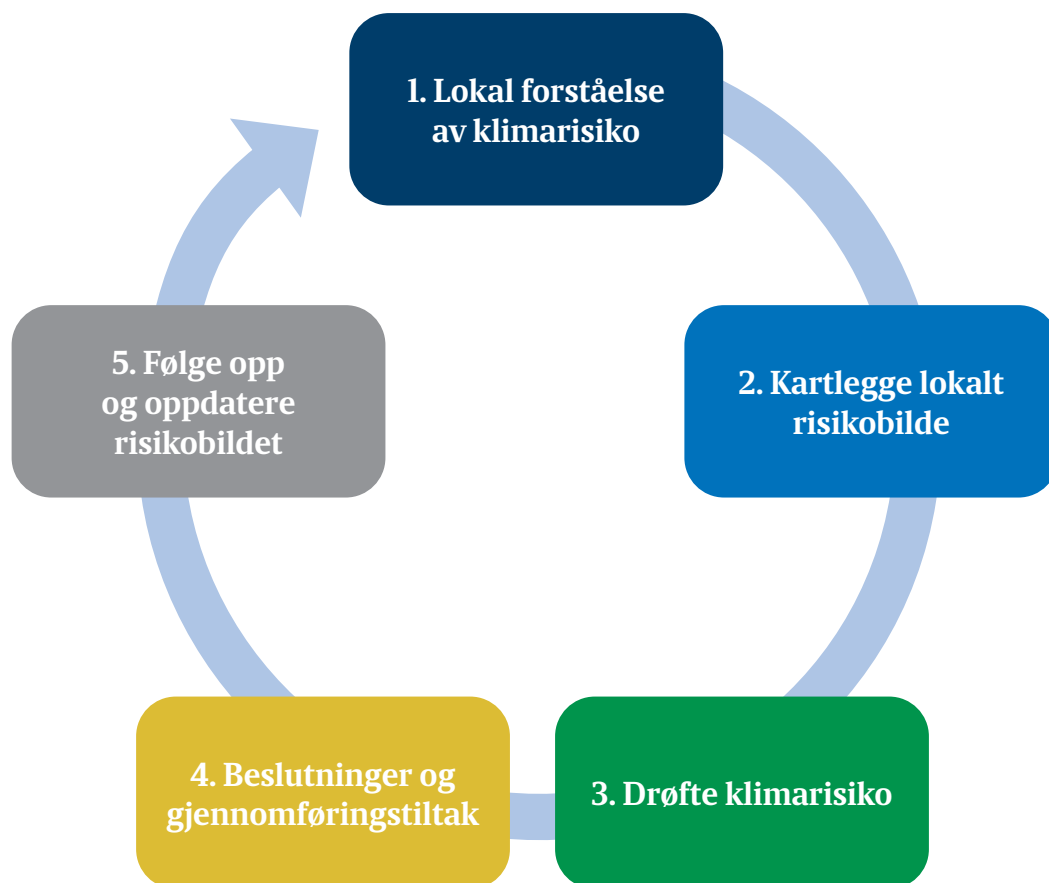 1. Lokal forståelse
av klimarisiko
2. Kartlegge lokalt
risikobilde
3. Drøfte klimarisiko
4. Beslutninger og
gjennomføringstiltak
5. Følge opp
og oppdatere
risikobildet